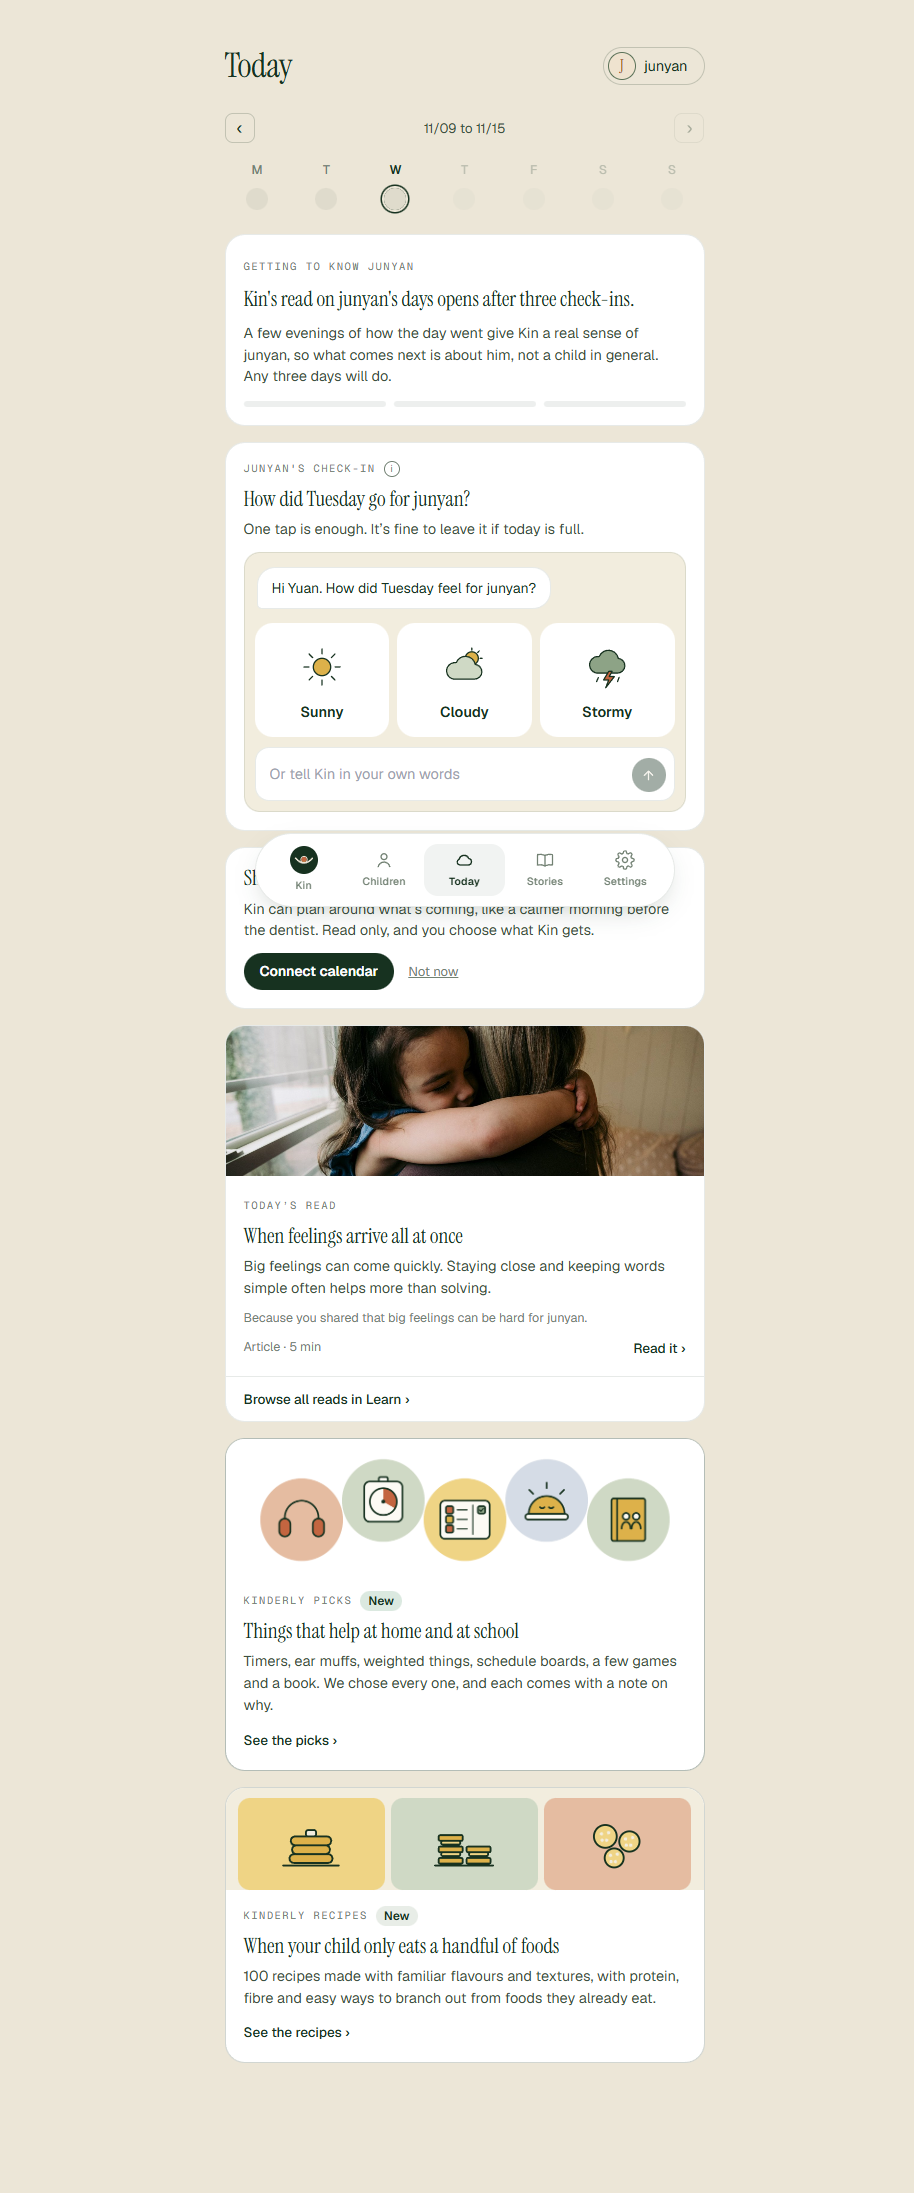 Today
J
junyan
‹
11/09 to 11/15
›
M T W T F S S
GETTING TO KNOW JUNYAN
Kin's read on junyan's days opens after three check-ins.
A few evenings of how the day went give Kin a real sense of
junyan, so what comes next is about him, not a child in general.
Any three days will do.
JUNYAN'S CHECK-IN i
How did Tuesday go for junyan?
One tap is enough. It’s fine to leave it if today is full.
Hi Yuan. How did Tuesday feel for junyan?
Sunny
Cloudy
Stormy
Or tell Kin in your own words
Kin
Children
Today
Stories
Settings
Kin can plan around what's coming, like a calmer morning before
the dentist. Read only, and you choose what Kin gets.
Connect calendar
Not now
TODAY'S READ
When feelings arrive all at once
Big feelings can come quickly. Staying close and keeping words
simple often helps more than solving.
Because you shared that big feelings can be hard for junyan.
Article · 5 min
Read it ›
Browse all reads in Learn ›
KINDERLY PICKS New
Things that help at home and at school
Timers, ear muffs, weighted things, schedule boards, a few games
and a book. We chose every one, and each comes with a note on
why.
See the picks ›
KINDERLY RECIPES New
When your child only eats a handful of foods
100 recipes made with familiar flavours and textures, with protein,
fibre and easy ways to branch out from foods they already eat.
See the recipes ›